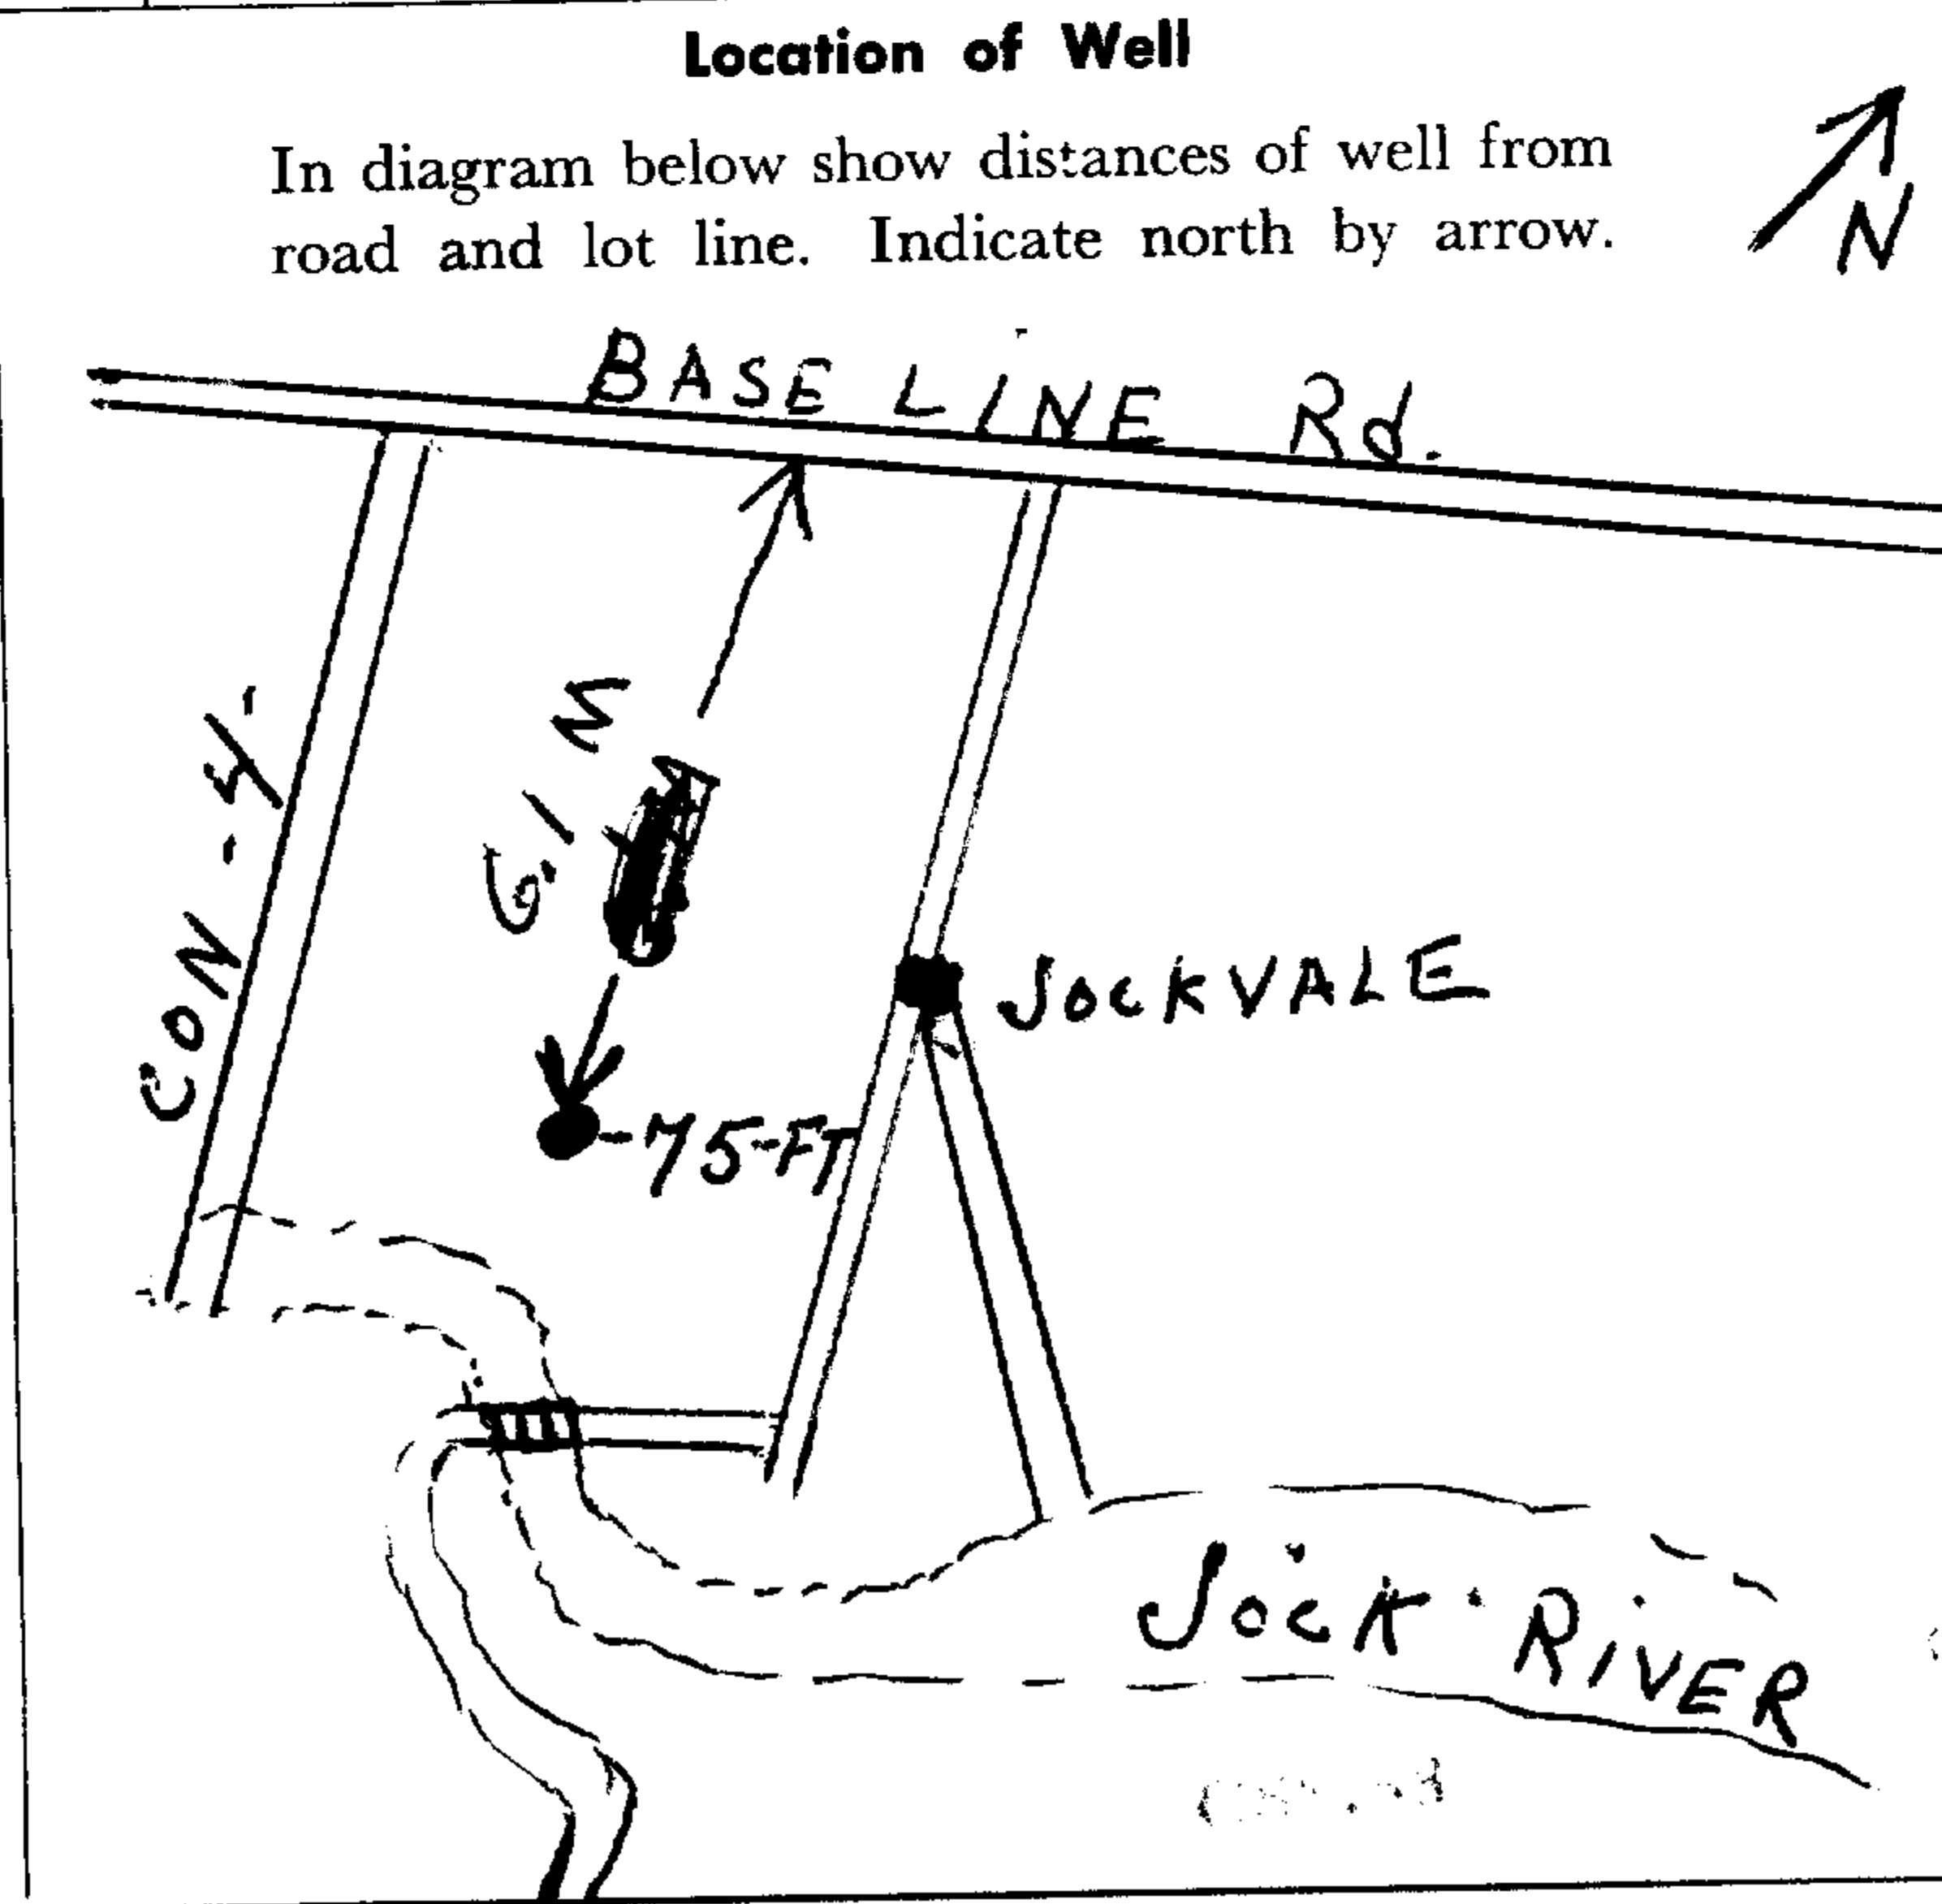 Location of Well
In diagram below show distances of well from
road and lot line. Indicate north by arrow.
N
BASE LINE Rd.
CON -4-
JOCKVALE
75-FT
JOCK RIVER